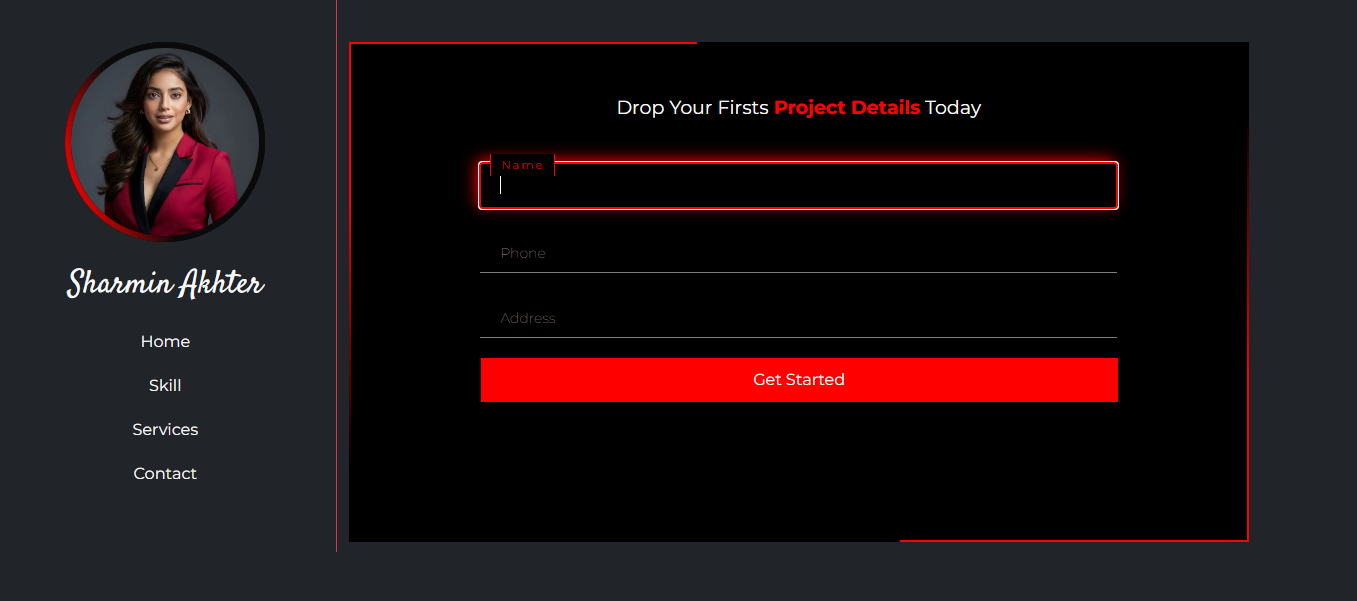 Sharmin Akhter
Home
Skill
Services
Contact
Drop Your Firsts Project Details Today
Name
Phone
Address
Get Started